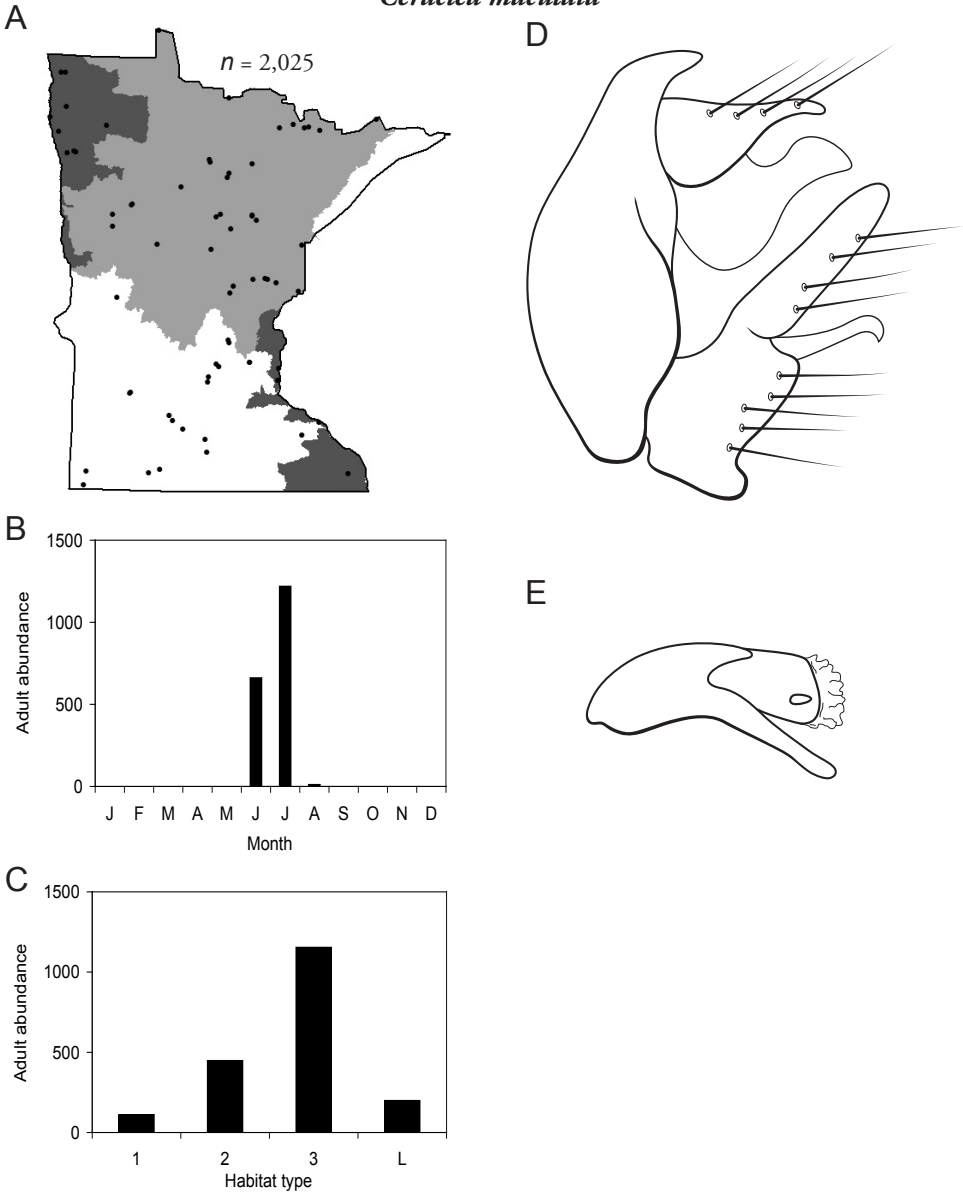 A
n = 2,025
D
B
1500
1000
500
0
Adult abundance
J F M A M J J A S O N D
Month
E
C
1500
1000
500
0
Adult abundance
1 2 3 L
Habitat type